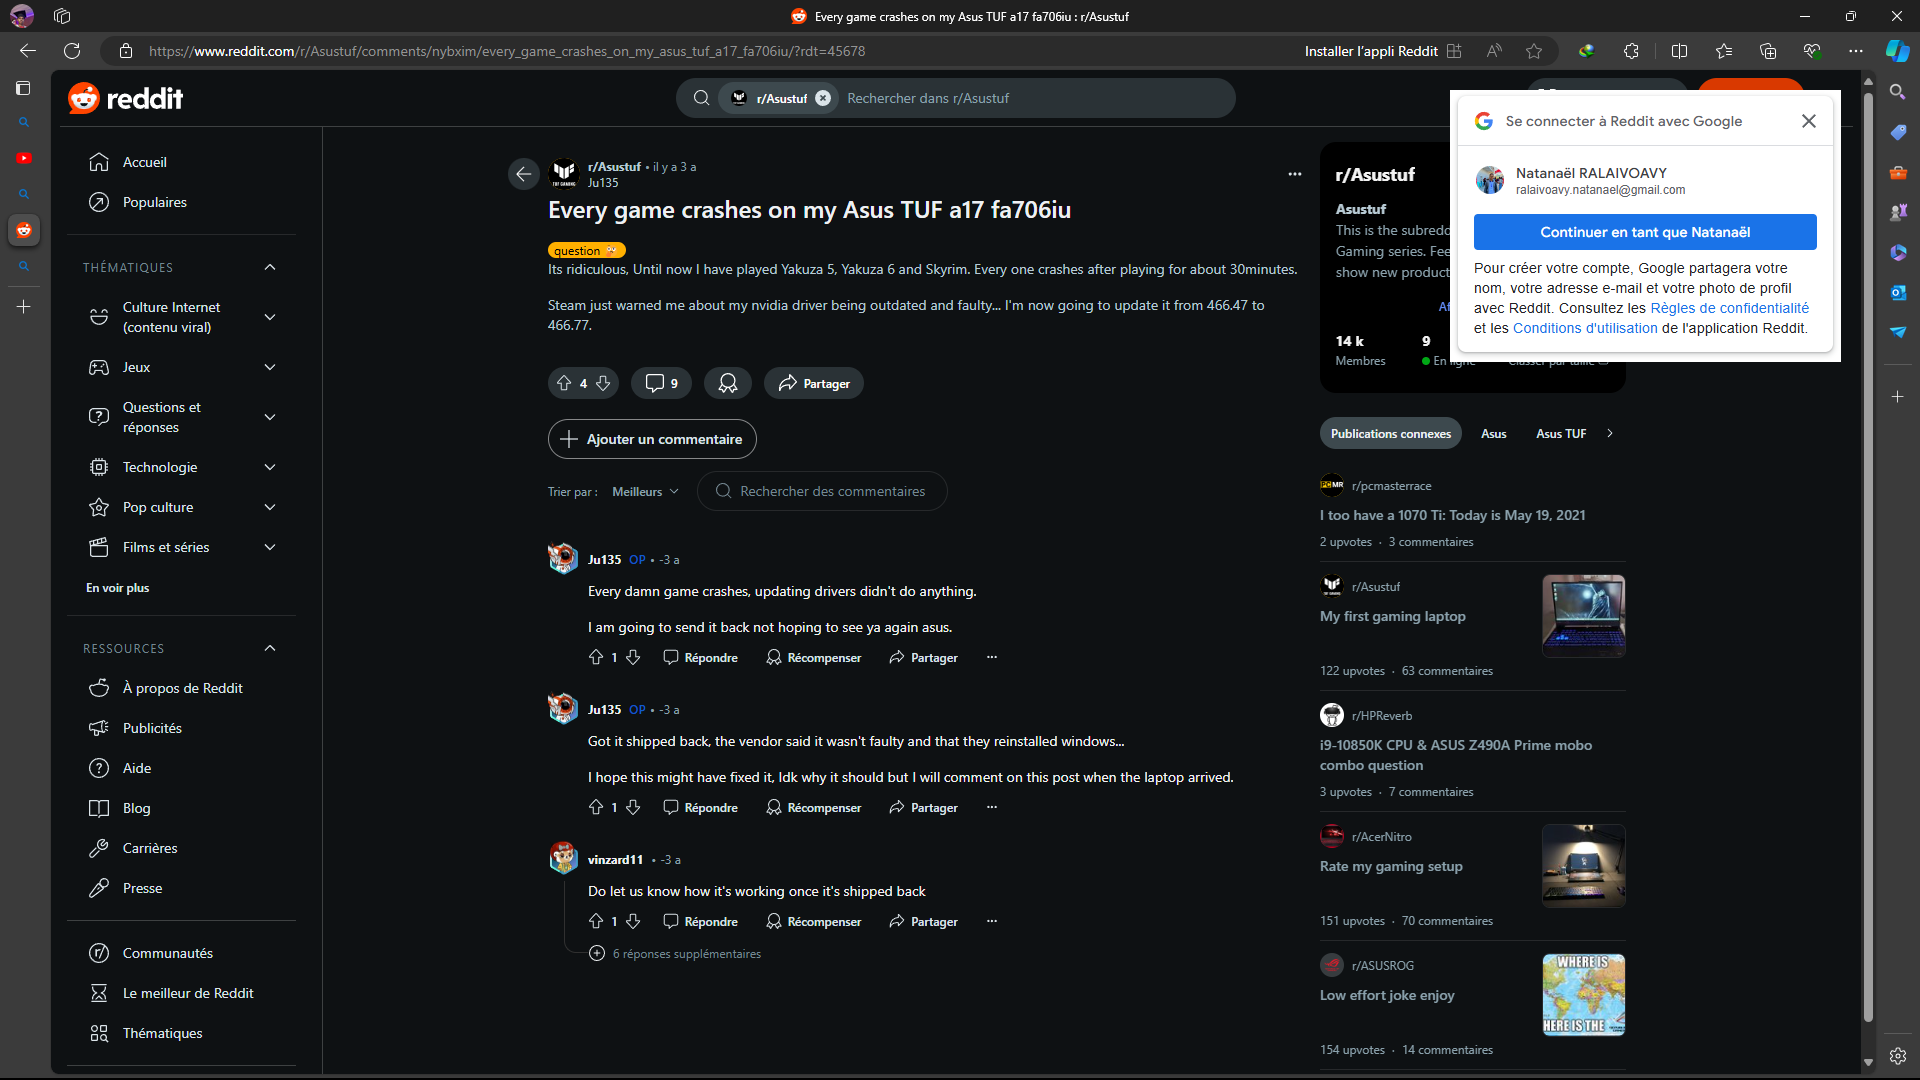 Every game crashes on my Asus TUF a17 fa706iu : r/Asustuf
https://www.reddit.com/r/Asustuf/comments/nybxim/every_game_crashes_on_my_asus_tuf_a17_fa706iu/?rdt=45678
Installer l'appli Reddit
reddit
r/Asustuf
Rechercher dans r/Asustuf
Se connecter à Reddit avec Google
Natanaël RALAIVOAVY
ralaivoavy.natanael@gmail.com
Continuer en tant que Natanaël
Pour créer votre compte, Google partagera votre
nom, votre adresse e-mail et votre photo de profil
avec Reddit. Consultez les Règles de confidentialité
et les Conditions d'utilisation de l'application Reddit.
Accueil
Populaires
THÉMATIQUES
Culture Internet
(contenu viral)
Jeux
Questions et
réponses
Technologie
Pop culture
Films et séries
En voir plus
RESSOURCES
À propos de Reddit
Publicités
Aide
Blog
Carrières
Presse
Communautés
Le meilleur de Reddit
Thématiques
r/Asustuf • il y a 3 a
Ju135
Every game crashes on my Asus TUF a17 fa706iu
question
Its ridiculous, Until now I have played Yakuza 5, Yakuza 6 and Skyrim. Every one crashes after playing for about 30minutes.
Steam just warned me about my nvidia driver being outdated and faulty... I'm now going to update it from 466.47 to
466.77.
4
9
Partager
Ajouter un commentaire
Trier par :
Meilleurs
Rechercher des commentaires
Ju135 OP • -3 a
Every damn game crashes, updating drivers didn't do anything.
I am going to send it back not hoping to see ya again asus.
1
Répondre
Récompenser
Partager
Ju135 OP • -3 a
Got it shipped back, the vendor said it wasn't faulty and that they reinstalled windows...
I hope this might have fixed it, Idk why it should but I will comment on this post when the laptop arrived.
1
Répondre
Récompenser
Partager
vinzard11 • -3 a
Do let us know how it's working once it's shipped back
1
Répondre
Récompenser
Partager
6 réponses supplémentaires
r/Asustuf
Asustuf
This is the subredd
Gaming series. Fee
show new product
Af
14 k
9
Membres
En ligne
Classer par taille
Publications connexes
Asus
Asus TUF
PCMR
r/pcmasterrace
I too have a 1070 Ti: Today is May 19, 2021
2 upvotes · 3 commentaires
r/Asustuf
My first gaming laptop
122 upvotes · 63 commentaires
r/HPReverb
i9-10850K CPU & ASUS Z490A Prime mobo
combo question
3 upvotes · 7 commentaires
r/AcerNitro
Rate my gaming setup
151 upvotes · 70 commentaires
r/ASUSROG
Low effort joke enjoy
WHERE IS
HERE IS THE
154 upvotes · 14 commentaires